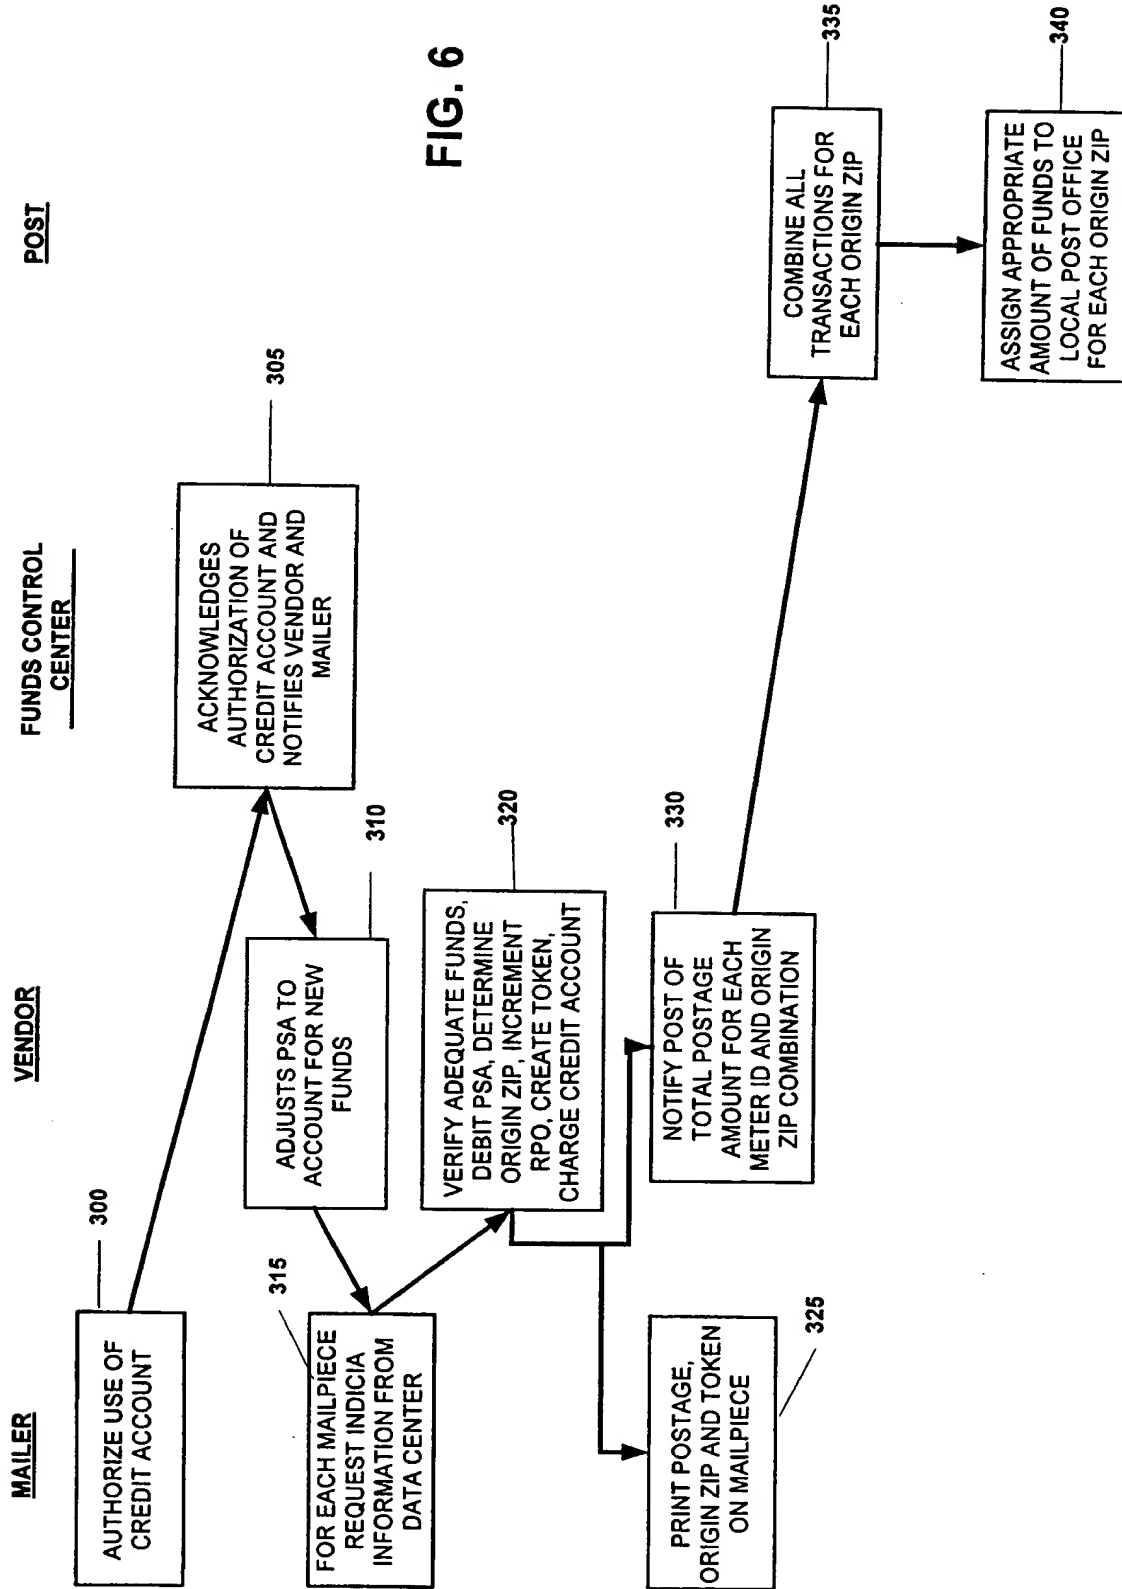 MAILER
VENDOR
FUNDS CONTROL
CENTER
POST
300
AUTHORIZE USE OF
CREDIT ACCOUNT
305
ACKNOWLEDGES
AUTHORIZATION OF
CREDIT ACCOUNT AND
NOTIFIES VENDOR AND
MAILER
310
ADJUSTS PSA TO
ACCOUNT FOR NEW
FUNDS
315
FOR EACH MAILPIECE
REQUEST INDICIA
INFORMATION FROM
DATA CENTER
320
VERIFY ADEQUATE FUNDS,
DEBIT PSA, DETERMINE
ORIGIN ZIP, INCREMENT
RPO, CREATE TOKEN,
CHARGE CREDIT ACCOUNT
FIG. 6
325
PRINT POSTAGE,
ORIGIN ZIP AND TOKEN
ON MAILPIECE
330
NOTIFY POST OF
TOTAL POSTAGE
AMOUNT FOR EACH
METER ID AND ORIGIN
ZIP COMBINATION
335
COMBINE ALL
TRANSACTIONS FOR
EACH ORIGIN ZIP
340
ASSIGN APPROPRIATE
AMOUNT OF FUNDS TO
LOCAL POST OFFICE
FOR EACH ORIGIN ZIP